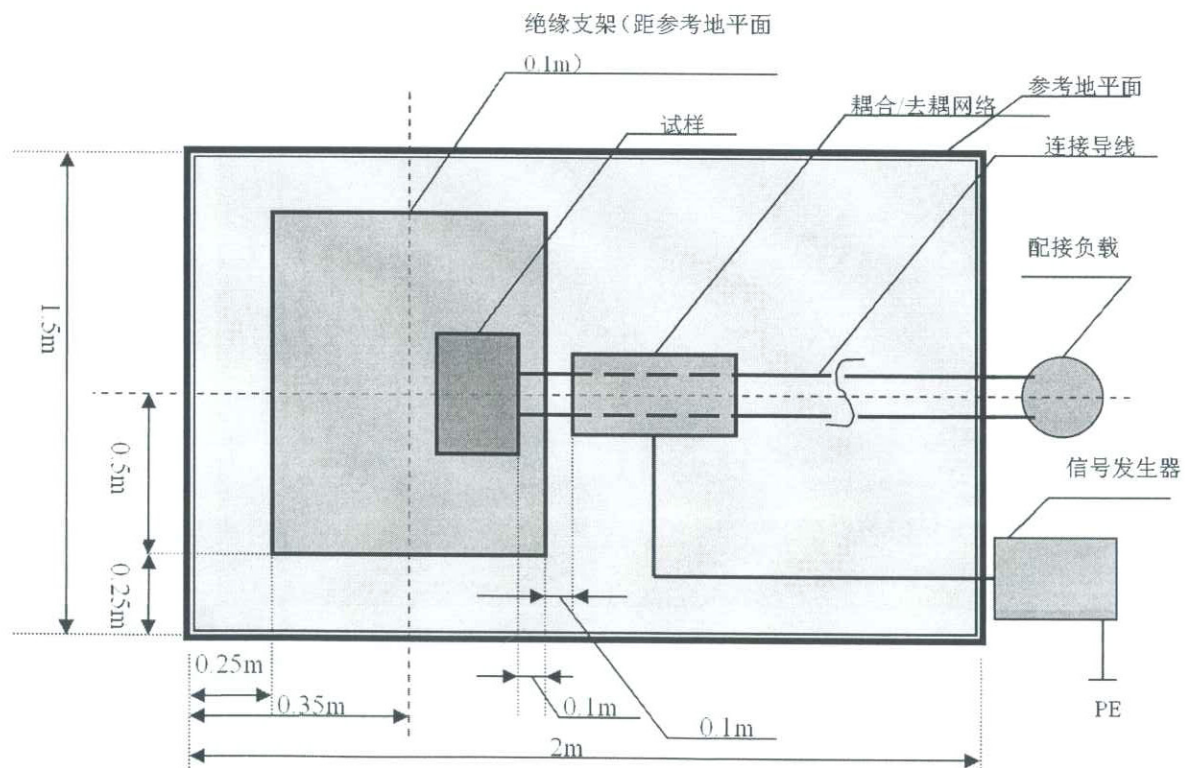 绝缘支架(距参考地平面
0.1m)
参考地平面
耦合/去耦网络
试样
连接导线
配接负载
1.5m
0.5m
信号发生器
0.25m
0.25m
0.35m
0.1m
0.1m
PE
2m